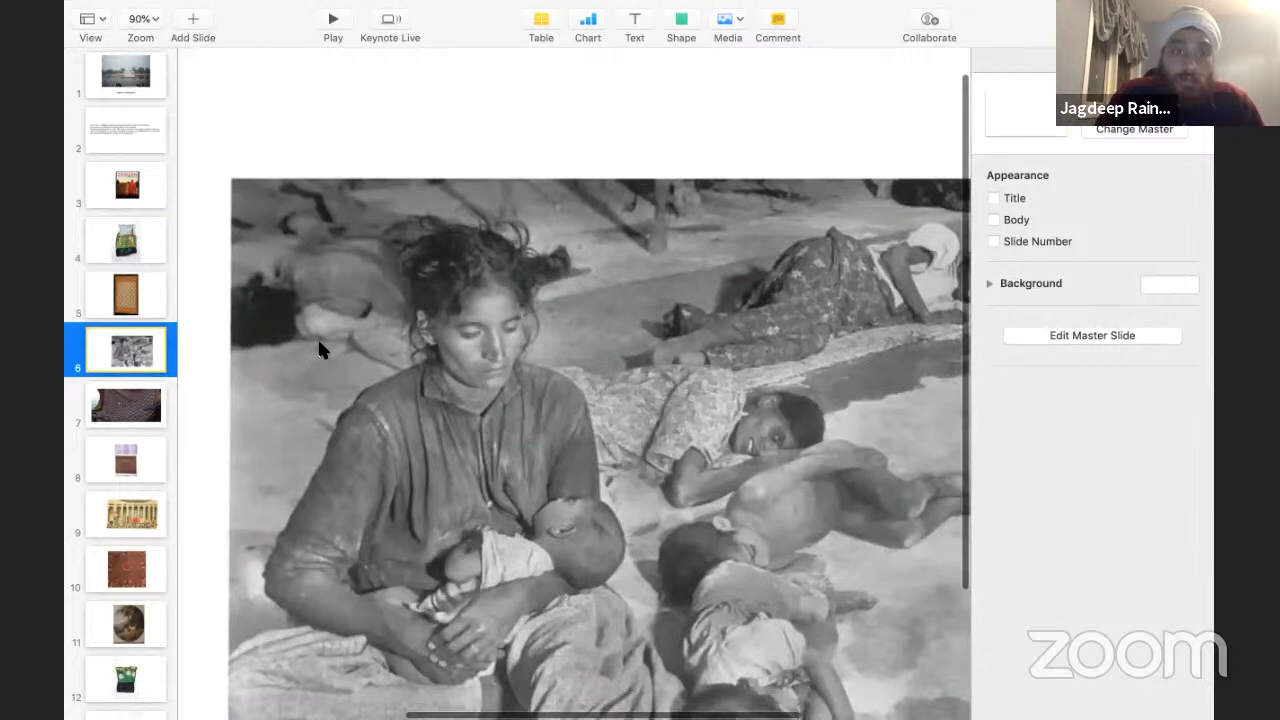 90%
View
Zoom
Add Slide
Play
Keynote Live
Table
Chart
Text
Shape
Media
Comment
Collaborate
Jagdeep Rain...
Change Master
Appearance
Title
Body
Slide Number
Background
Edit Master Slide
1
2
3
4
5
6
7
8
9
10
11
12
zoom